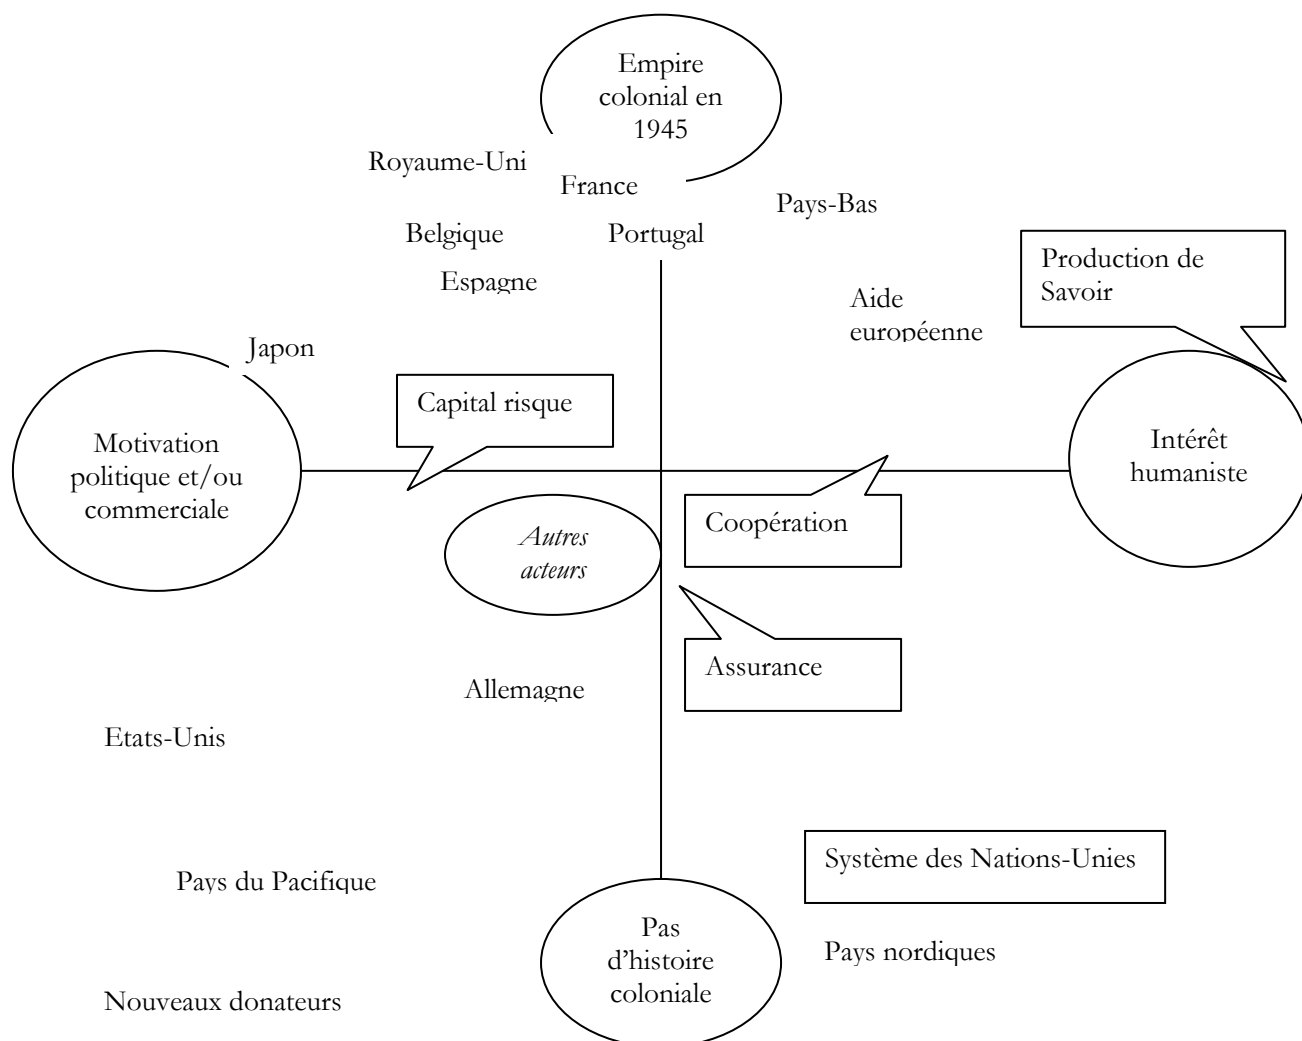 Empire
colonial en
1945
Royaume-Uni
France
Pays-Bas
Belgique
Portugal
Espagne
Production de
Savoir
Aide
européenne
Japon
Capital risque
Motivation
politique et/ou
commerciale
Intérêt
humaniste
Coopération
Autres
acteurs
Assurance
Allemagne
Etats-Unis
Système des Nations-Unies
Pays du Pacifique
Pas
d’histoire
coloniale
Pays nordiques
Nouveaux donateurs